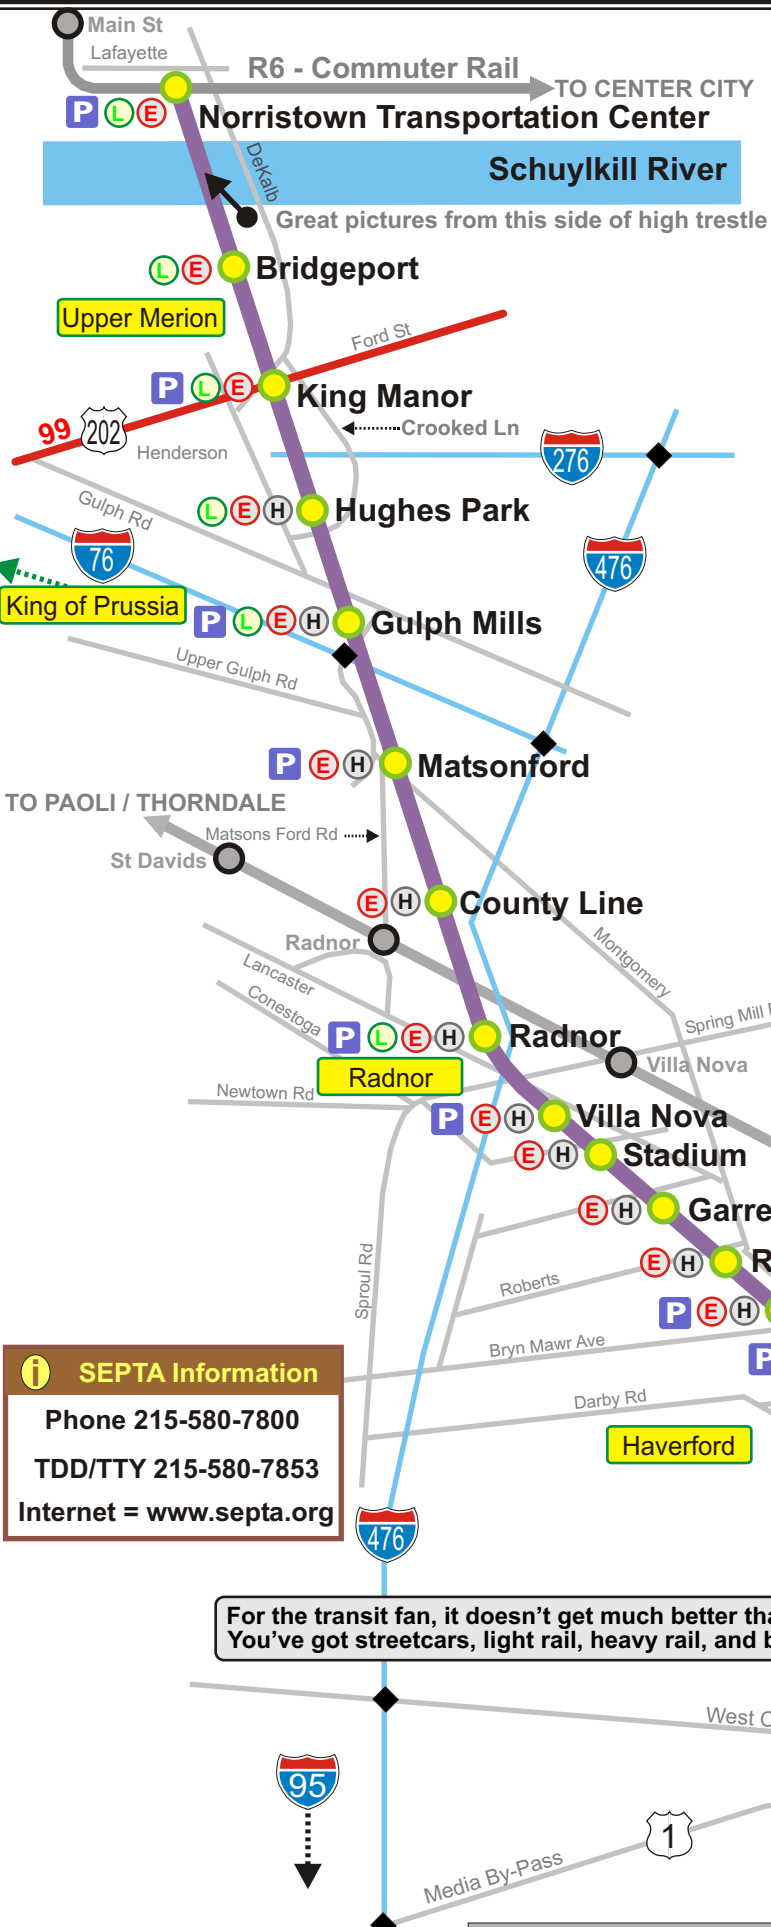 Main St
Lafayette
R6 - Commuter Rail
TO CENTER CITY
P L E
Norristown Transportation Center
DeKalb
Schuylkill River
Great pictures from this side of high trestle
L E
Bridgeport
Upper Merion
Ford St
P L E
King Manor
99
202
Crooked Ln
Henderson
276
Gulph Rd
L E H
Hughes Park
76
476
King of Prussia
P L E H
Gulph Mills
Upper Gulph Rd
P E H
Matsonford
TO PAOLI / THORNDALE
Matsons Ford Rd
St Davids
E H
County Line
Radnor
Montgomery
Lancaster
Conestoga
Spring Mill
P L E H
Radnor
Villa Nova
Radnor
Newtown Rd
P E H
Villa Nova
E H
Stadium
E H
Garre
E H
R
Sproul Rd
Roberts
P E H
Bryn Mawr Ave
P
i SEPTA Information
Phone 215-580-7800
TDD/TTY 215-580-7853
Internet = www.septa.org
Darby Rd
Haverford
476
For the transit fan, it doesn't get much better tha
You've got streetcars, light rail, heavy rail, and b
West C
95
1
Media By-Pass